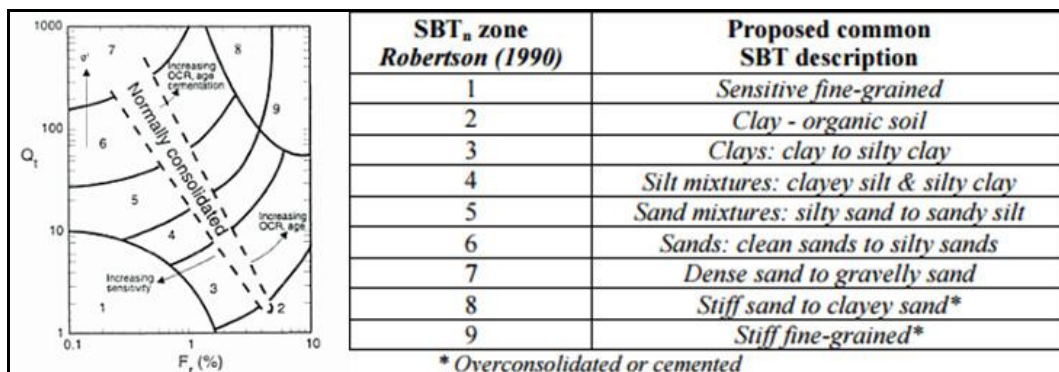 1000
7
8
φ'
Increasing
OCR, age
cementation
9
100
Normally consolidated
6
Qt
5
Increasing
OCR, age
10
4
Increasing
sensitivity
1
3
2
1
0.1
1
10
Fr (%)
SBTn zone
Robertson (1990)
Proposed common
SBT description
1 Sensitive fine-grained
2 Clay - organic soil
3 Clays: clay to silty clay
4 Silt mixtures: clayey silt & silty clay
5 Sand mixtures: silty sand to sandy silt
6 Sands: clean sands to silty sands
7 Dense sand to gravelly sand
8 Stiff sand to clayey sand*
9 Stiff fine-grained*
* Overconsolidated or cemented